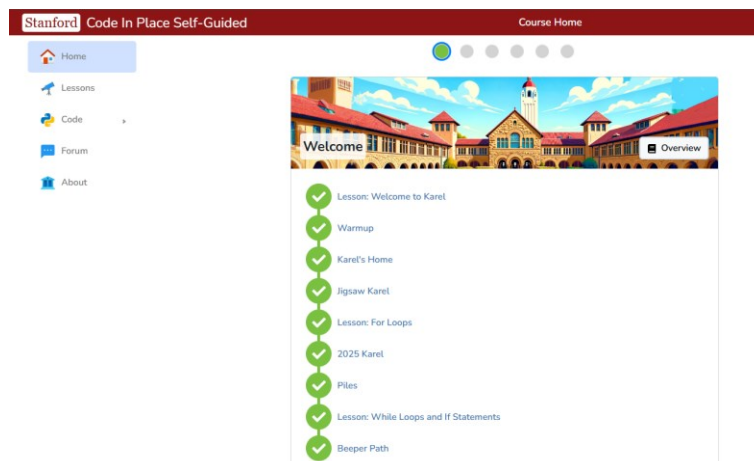 Stanford Code In Place Self-Guided
Course Home
Home
Lessons
Code
Forum
About
Welcome
Overview
Lesson: Welcome to Karel
Warmup
Karel's Home
Jigsaw Karel
Lesson: For Loops
2025 Karel
Piles
Lesson: While Loops and If Statements
Beeper Path